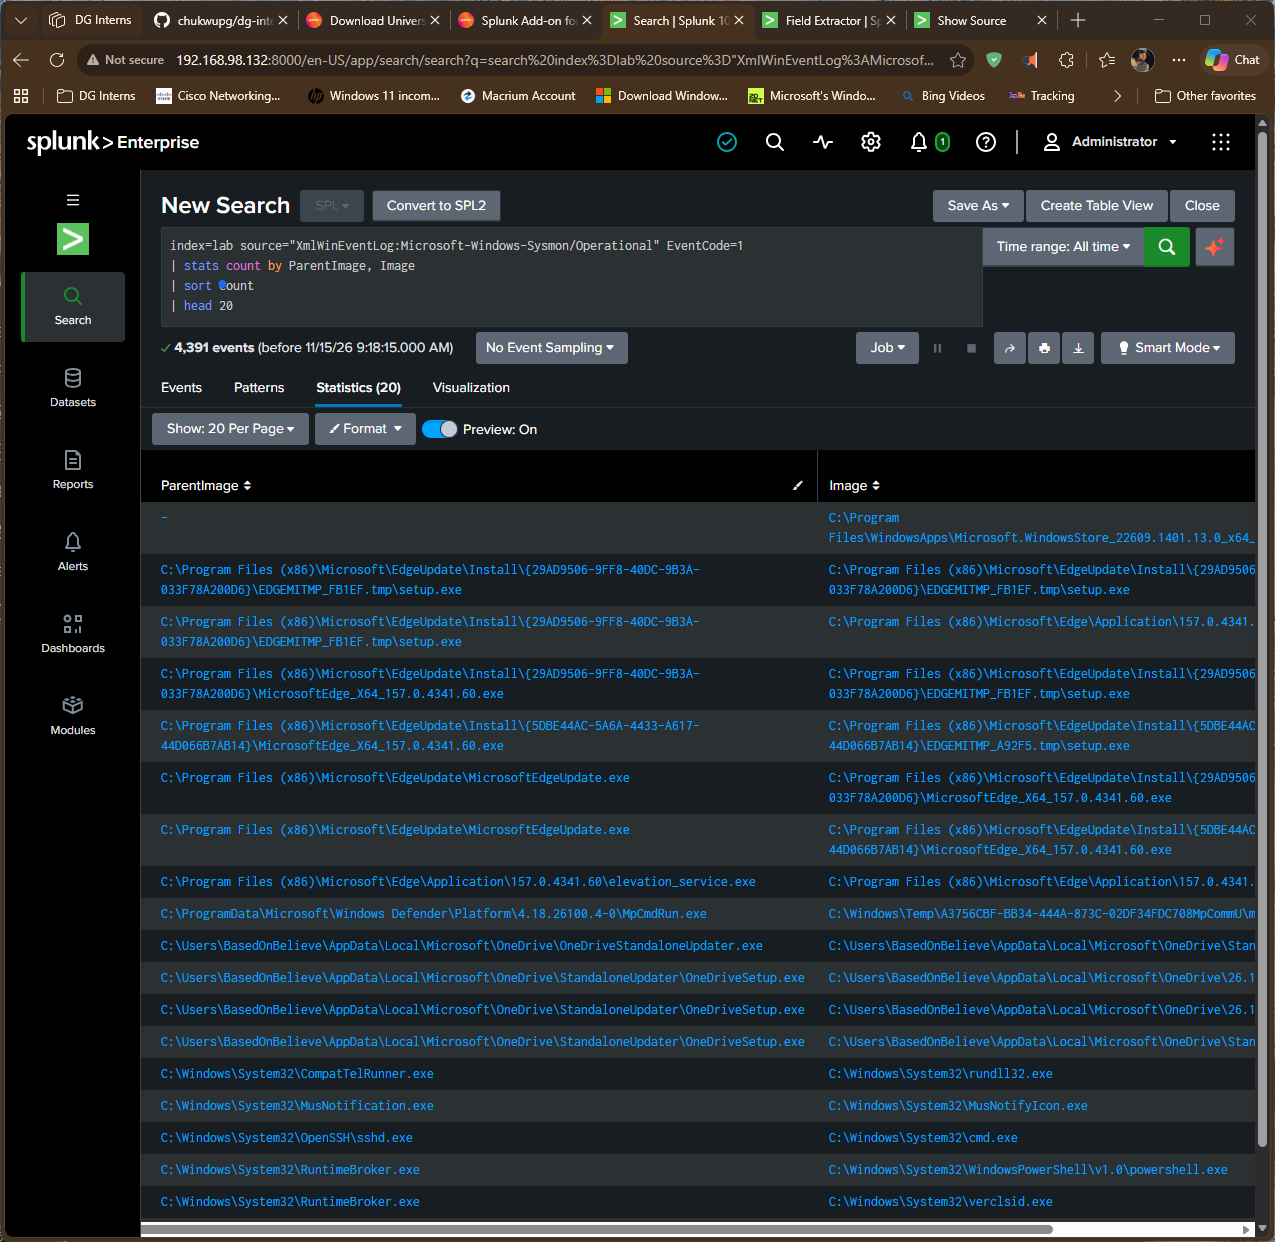 DG Interns
chukwupg/dg-inte
Download Univers
Splunk Add-on fo
Search | Splunk 10
Field Extractor | Sp
Show Source
Not secure
192.168.98.132:8000/en-US/app/search/search?q=search%20index%3Dlab%20source%3D"XmlWinEventLog%3AMicrosof...
Chat
DG Interns
Cisco Networking...
Windows 11 incom...
Macrium Account
Download Window...
Microsoft's Windo...
Bing Videos
Tracking
Other favorites
splunk>Enterprise
1
Administrator
New Search
SPL
Convert to SPL2
Save As
Create Table View
Close
index=lab source="XmlWinEventLog:Microsoft-Windows-Sysmon/Operational" EventCode=1
| stats count by ParentImage, Image
| sort count
| head 20
Time range: All time
Search
Datasets
Reports
Alerts
Dashboards
Modules
4,391 events (before 11/15/26 9:18:15.000 AM)
No Event Sampling
Job
Smart Mode
Events
Patterns
Statistics (20)
Visualization
Show: 20 Per Page
Format
Preview: On
ParentImage
Image
-
C:\Program
Files\WindowsApps\Microsoft.WindowsStore_22609.1401.13.0_x64_
C:\Program Files (x86)\Microsoft\EdgeUpdate\Install\{29AD9506-9FF8-40DC-9B3A-
033F78A200D6}\EDGEMITMP_FB1EF.tmp\setup.exe
C:\Program Files (x86)\Microsoft\EdgeUpdate\Install\{29AD9506
033F78A200D6}\EDGEMITMP_FB1EF.tmp\setup.exe
C:\Program Files (x86)\Microsoft\EdgeUpdate\Install\{29AD9506-9FF8-40DC-9B3A-
033F78A200D6}\EDGEMITMP_FB1EF.tmp\setup.exe
C:\Program Files (x86)\Microsoft\Edge\Application\157.0.4341.
C:\Program Files (x86)\Microsoft\EdgeUpdate\Install\{29AD9506-9FF8-40DC-9B3A-
033F78A200D6}\MicrosoftEdge_X64_157.0.4341.60.exe
C:\Program Files (x86)\Microsoft\EdgeUpdate\Install\{29AD9506
033F78A200D6}\EDGEMITMP_FB1EF.tmp\setup.exe
C:\Program Files (x86)\Microsoft\EdgeUpdate\Install\{5DBE44AC-5A6A-4433-A617-
44D066B7AB14}\MicrosoftEdge_X64_157.0.4341.60.exe
C:\Program Files (x86)\Microsoft\EdgeUpdate\Install\{5DBE44AC
44D066B7AB14}\EDGEMITMP_A92F5.tmp\setup.exe
C:\Program Files (x86)\Microsoft\EdgeUpdate\MicrosoftEdgeUpdate.exe
C:\Program Files (x86)\Microsoft\EdgeUpdate\Install\{29AD9506
033F78A200D6}\MicrosoftEdge_X64_157.0.4341.60.exe
C:\Program Files (x86)\Microsoft\EdgeUpdate\MicrosoftEdgeUpdate.exe
C:\Program Files (x86)\Microsoft\EdgeUpdate\Install\{5DBE44AC
44D066B7AB14}\MicrosoftEdge_X64_157.0.4341.60.exe
C:\Program Files (x86)\Microsoft\Edge\Application\157.0.4341.60\elevation_service.exe
C:\Program Files (x86)\Microsoft\Edge\Application\157.0.4341.
C:\ProgramData\Microsoft\Windows Defender\Platform\4.18.26100.4-0\MpCmdRun.exe
C:\Windows\Temp\A3756CBF-BB34-444A-873C-02DF34FDC708MpCommU\m
C:\Users\BasedOnBelieve\AppData\Local\Microsoft\OneDrive\OneDriveStandaloneUpdater.exe
C:\Users\BasedOnBelieve\AppData\Local\Microsoft\OneDrive\Stan
C:\Users\BasedOnBelieve\AppData\Local\Microsoft\OneDrive\StandaloneUpdater\OneDriveSetup.exe
C:\Users\BasedOnBelieve\AppData\Local\Microsoft\OneDrive\26.1
C:\Users\BasedOnBelieve\AppData\Local\Microsoft\OneDrive\StandaloneUpdater\OneDriveSetup.exe
C:\Users\BasedOnBelieve\AppData\Local\Microsoft\OneDrive\26.1
C:\Users\BasedOnBelieve\AppData\Local\Microsoft\OneDrive\StandaloneUpdater\OneDriveSetup.exe
C:\Users\BasedOnBelieve\AppData\Local\Microsoft\OneDrive\Stan
C:\Windows\System32\CompatTelRunner.exe
C:\Windows\System32\rundll32.exe
C:\Windows\System32\MusNotification.exe
C:\Windows\System32\MusNotifyIcon.exe
C:\Windows\System32\OpenSSH\sshd.exe
C:\Windows\System32\cmd.exe
C:\Windows\System32\RuntimeBroker.exe
C:\Windows\System32\WindowsPowerShell\v1.0\powershell.exe
C:\Windows\System32\RuntimeBroker.exe
C:\Windows\System32\verclsid.exe